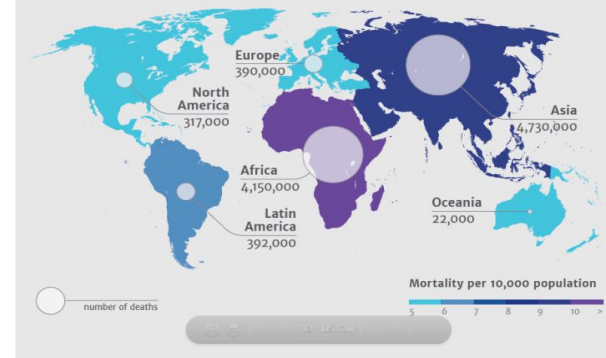 Europe
390,000
North
America
317,000
Asia
4,730,000
Africa
4,150,000
Oceania
22,000
Latin
America
392,000
Mortality per 10,000 population
number of deaths
5 6 7 8 9 10 >